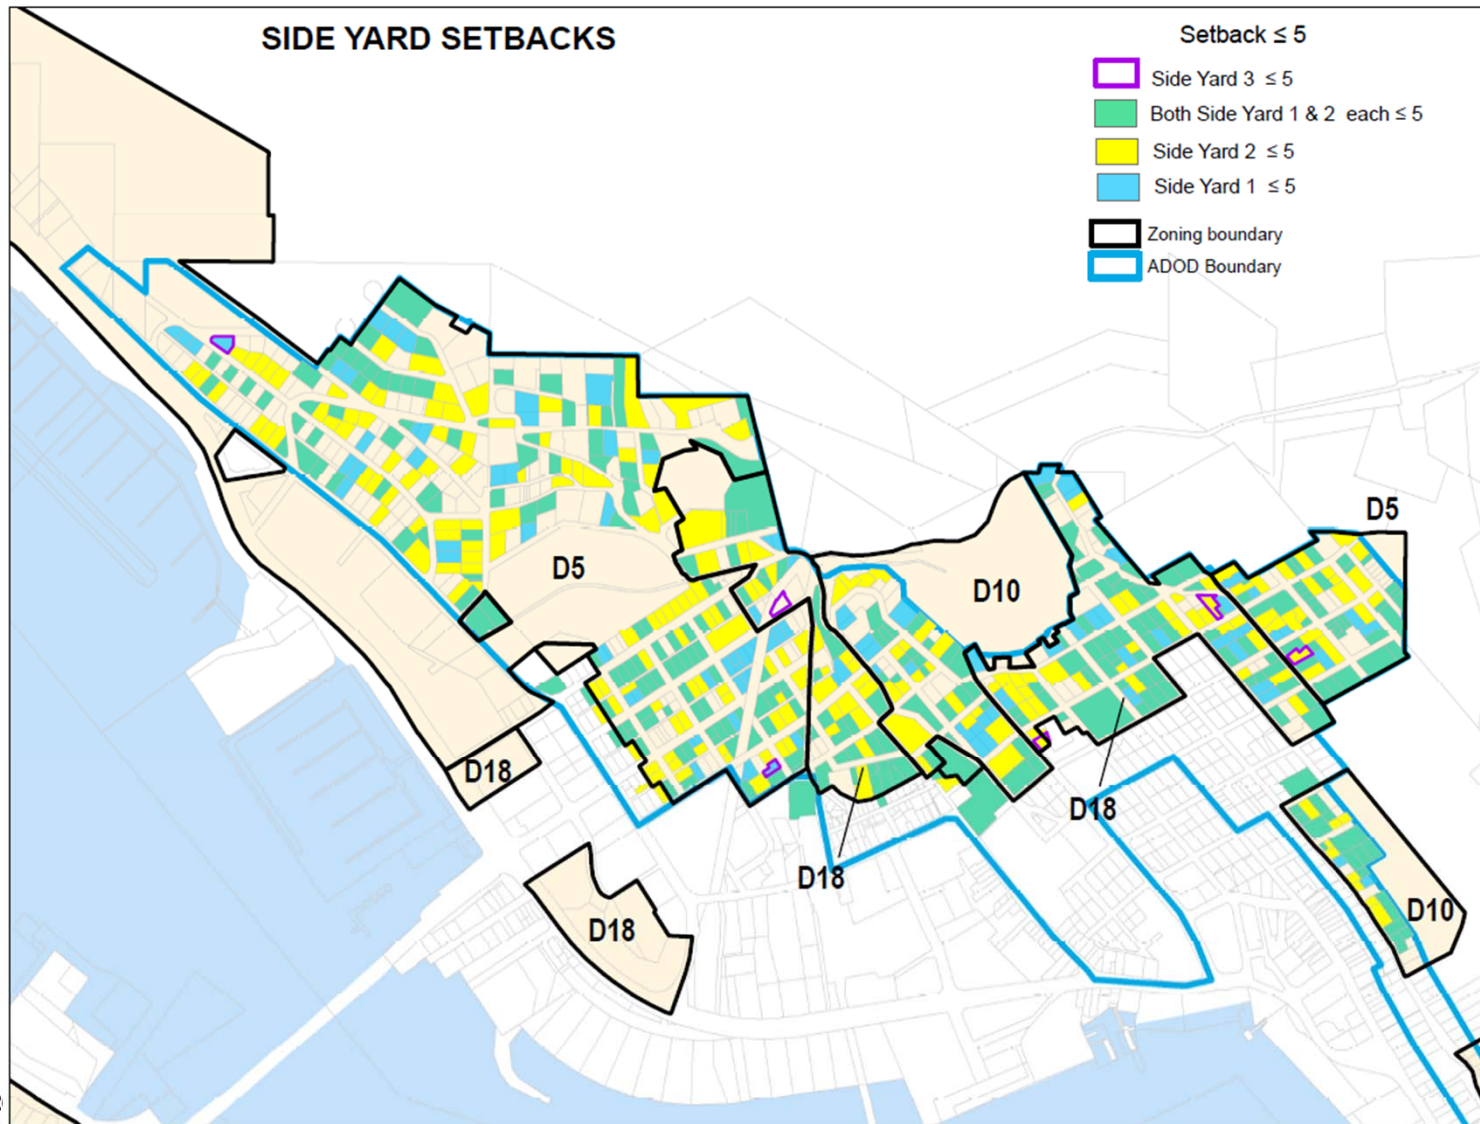 SIDE YARD SETBACKS
Setback ≤ 5
Side Yard 3 ≤ 5
Both Side Yard 1 & 2 each ≤ 5
Side Yard 2 ≤ 5
Side Yard 1 ≤ 5
Zoning boundary
ADOD Boundary
D5
D5
D10
D18
D18
D18
D18
D10